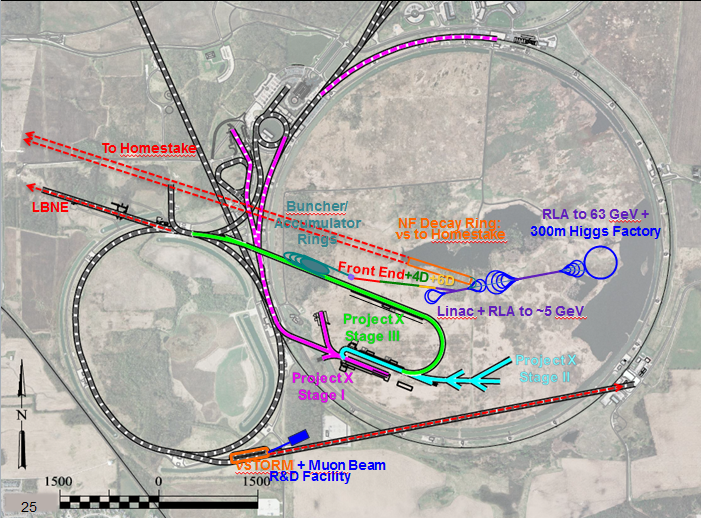 To Homestake
LBNE
Buncher/
Accumulator
Rings
NF Decay Ring:
νs to Homestake
RLA to 63 GeV +
300m Higgs Factory
Front End
+4D
+6D
Linac + RLA to ~5 GeV
Project X
Stage III
Project X
Stage II
Project X
Stage I
νSTORM + Muon Beam
R&D Facility
N
1500
0
1500
25